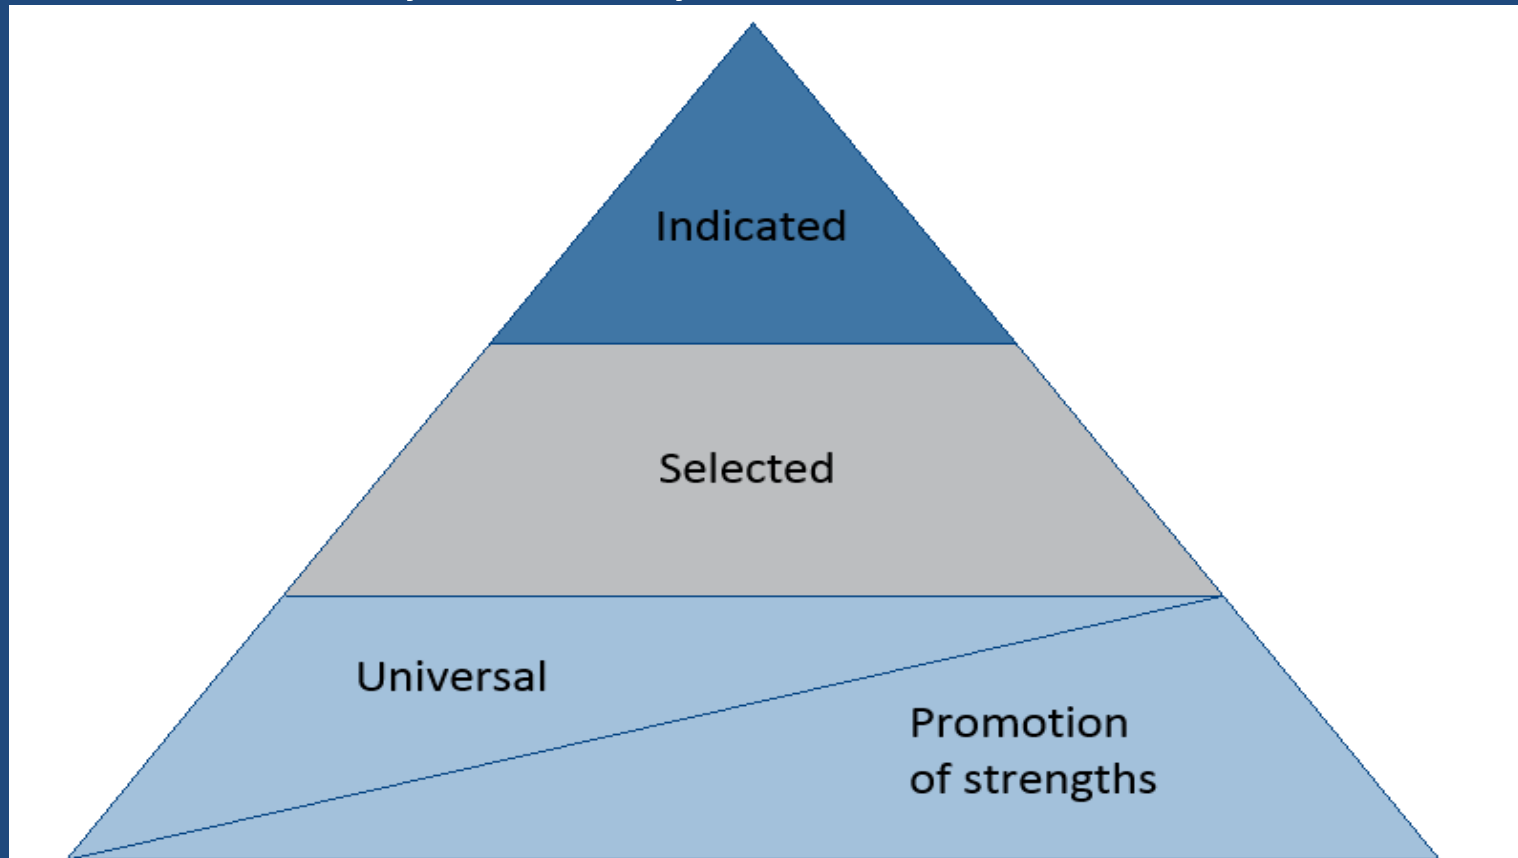 Indicated
Selected
Universal
Promotion
of strengths